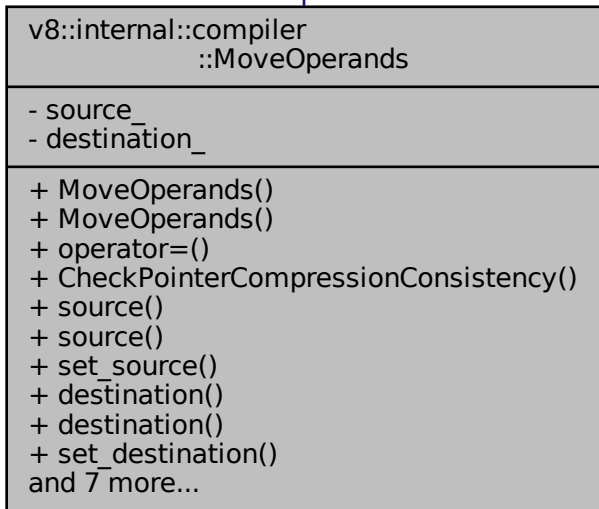 v8::internal::compiler
::MoveOperands
- source_
- destination_
+ MoveOperands()
+ MoveOperands()
+ operator=()
+ CheckPointerCompressionConsistency()
+ source()
+ source()
+ set_source()
+ destination()
+ destination()
+ set_destination()
and 7 more...